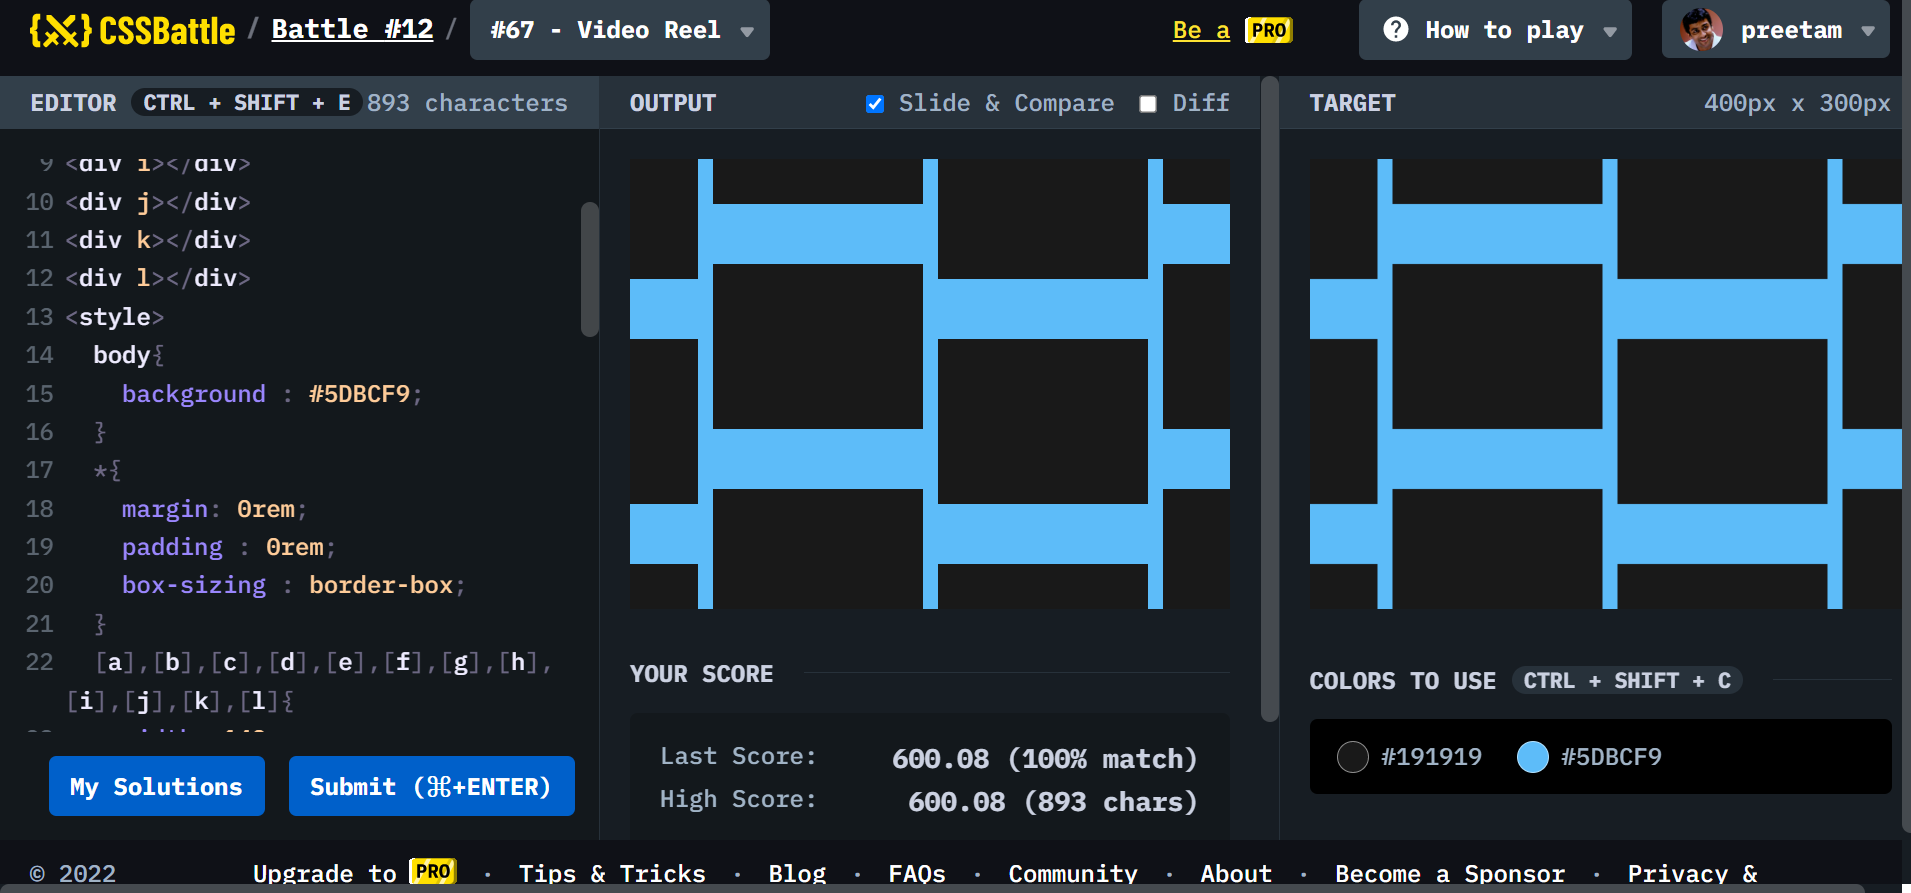 {X} CSSBattle / Battle #12 / #67 - Video Reel Be a PRO How to play preetam
EDITOR CTRL + SHIFT + E 893 characters
OUTPUT Slide & Compare Diff
TARGET 400px x 300px
9 <div i></div>
10 <div j></div>
11 <div k></div>
12 <div l></div>
13 <style>
14 body{
15 background : #5DBCF9;
16 }
17 *{
18 margin: 0rem;
19 padding : 0rem;
20 box-sizing : border-box;
21 }
22 [a],[b],[c],[d],[e],[f],[g],[h],
[i],[j],[k],[l]{
My Solutions Submit (⌘+ENTER)
YOUR SCORE
Last Score: 600.08 (100% match)
High Score: 600.08 (893 chars)
COLORS TO USE CTRL + SHIFT + C
#191919 #5DBCF9
© 2022 Upgrade to PRO · Tips & Tricks · Blog · FAQs · Community · About · Become a Sponsor · Privacy &